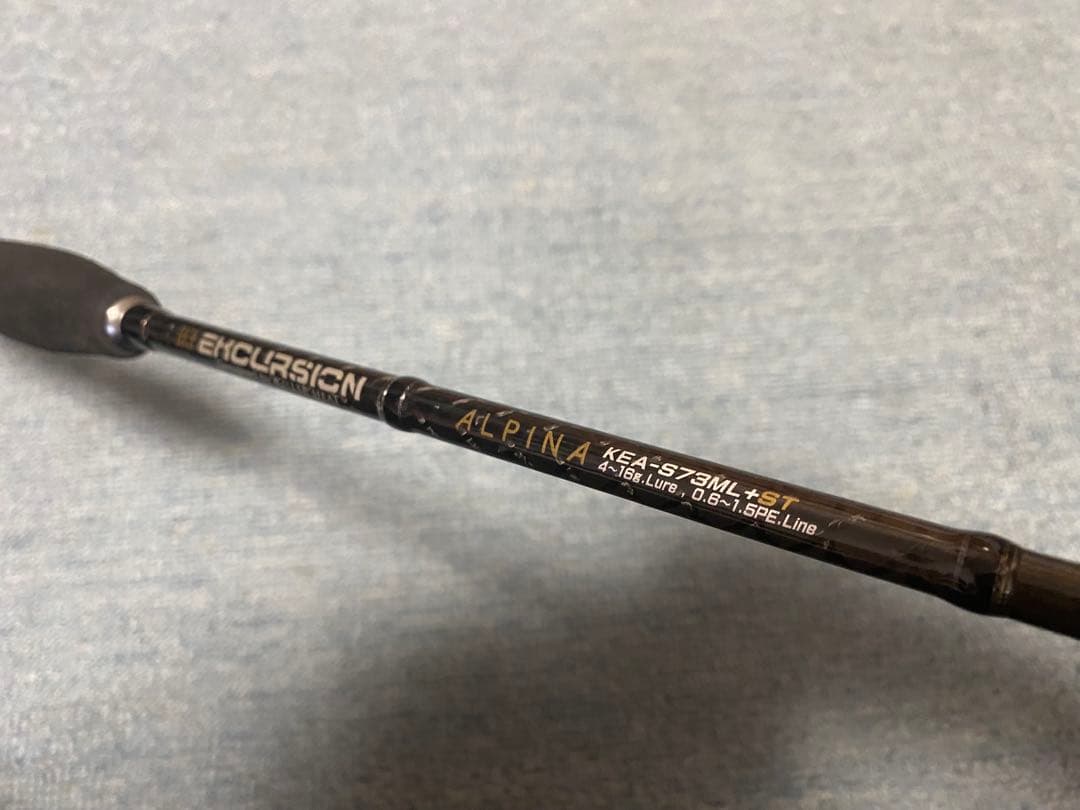 EXCURSION
ALPINA
KEA-S73ML+ST
4~16g.Lure , 0.6~1.5PE.Line